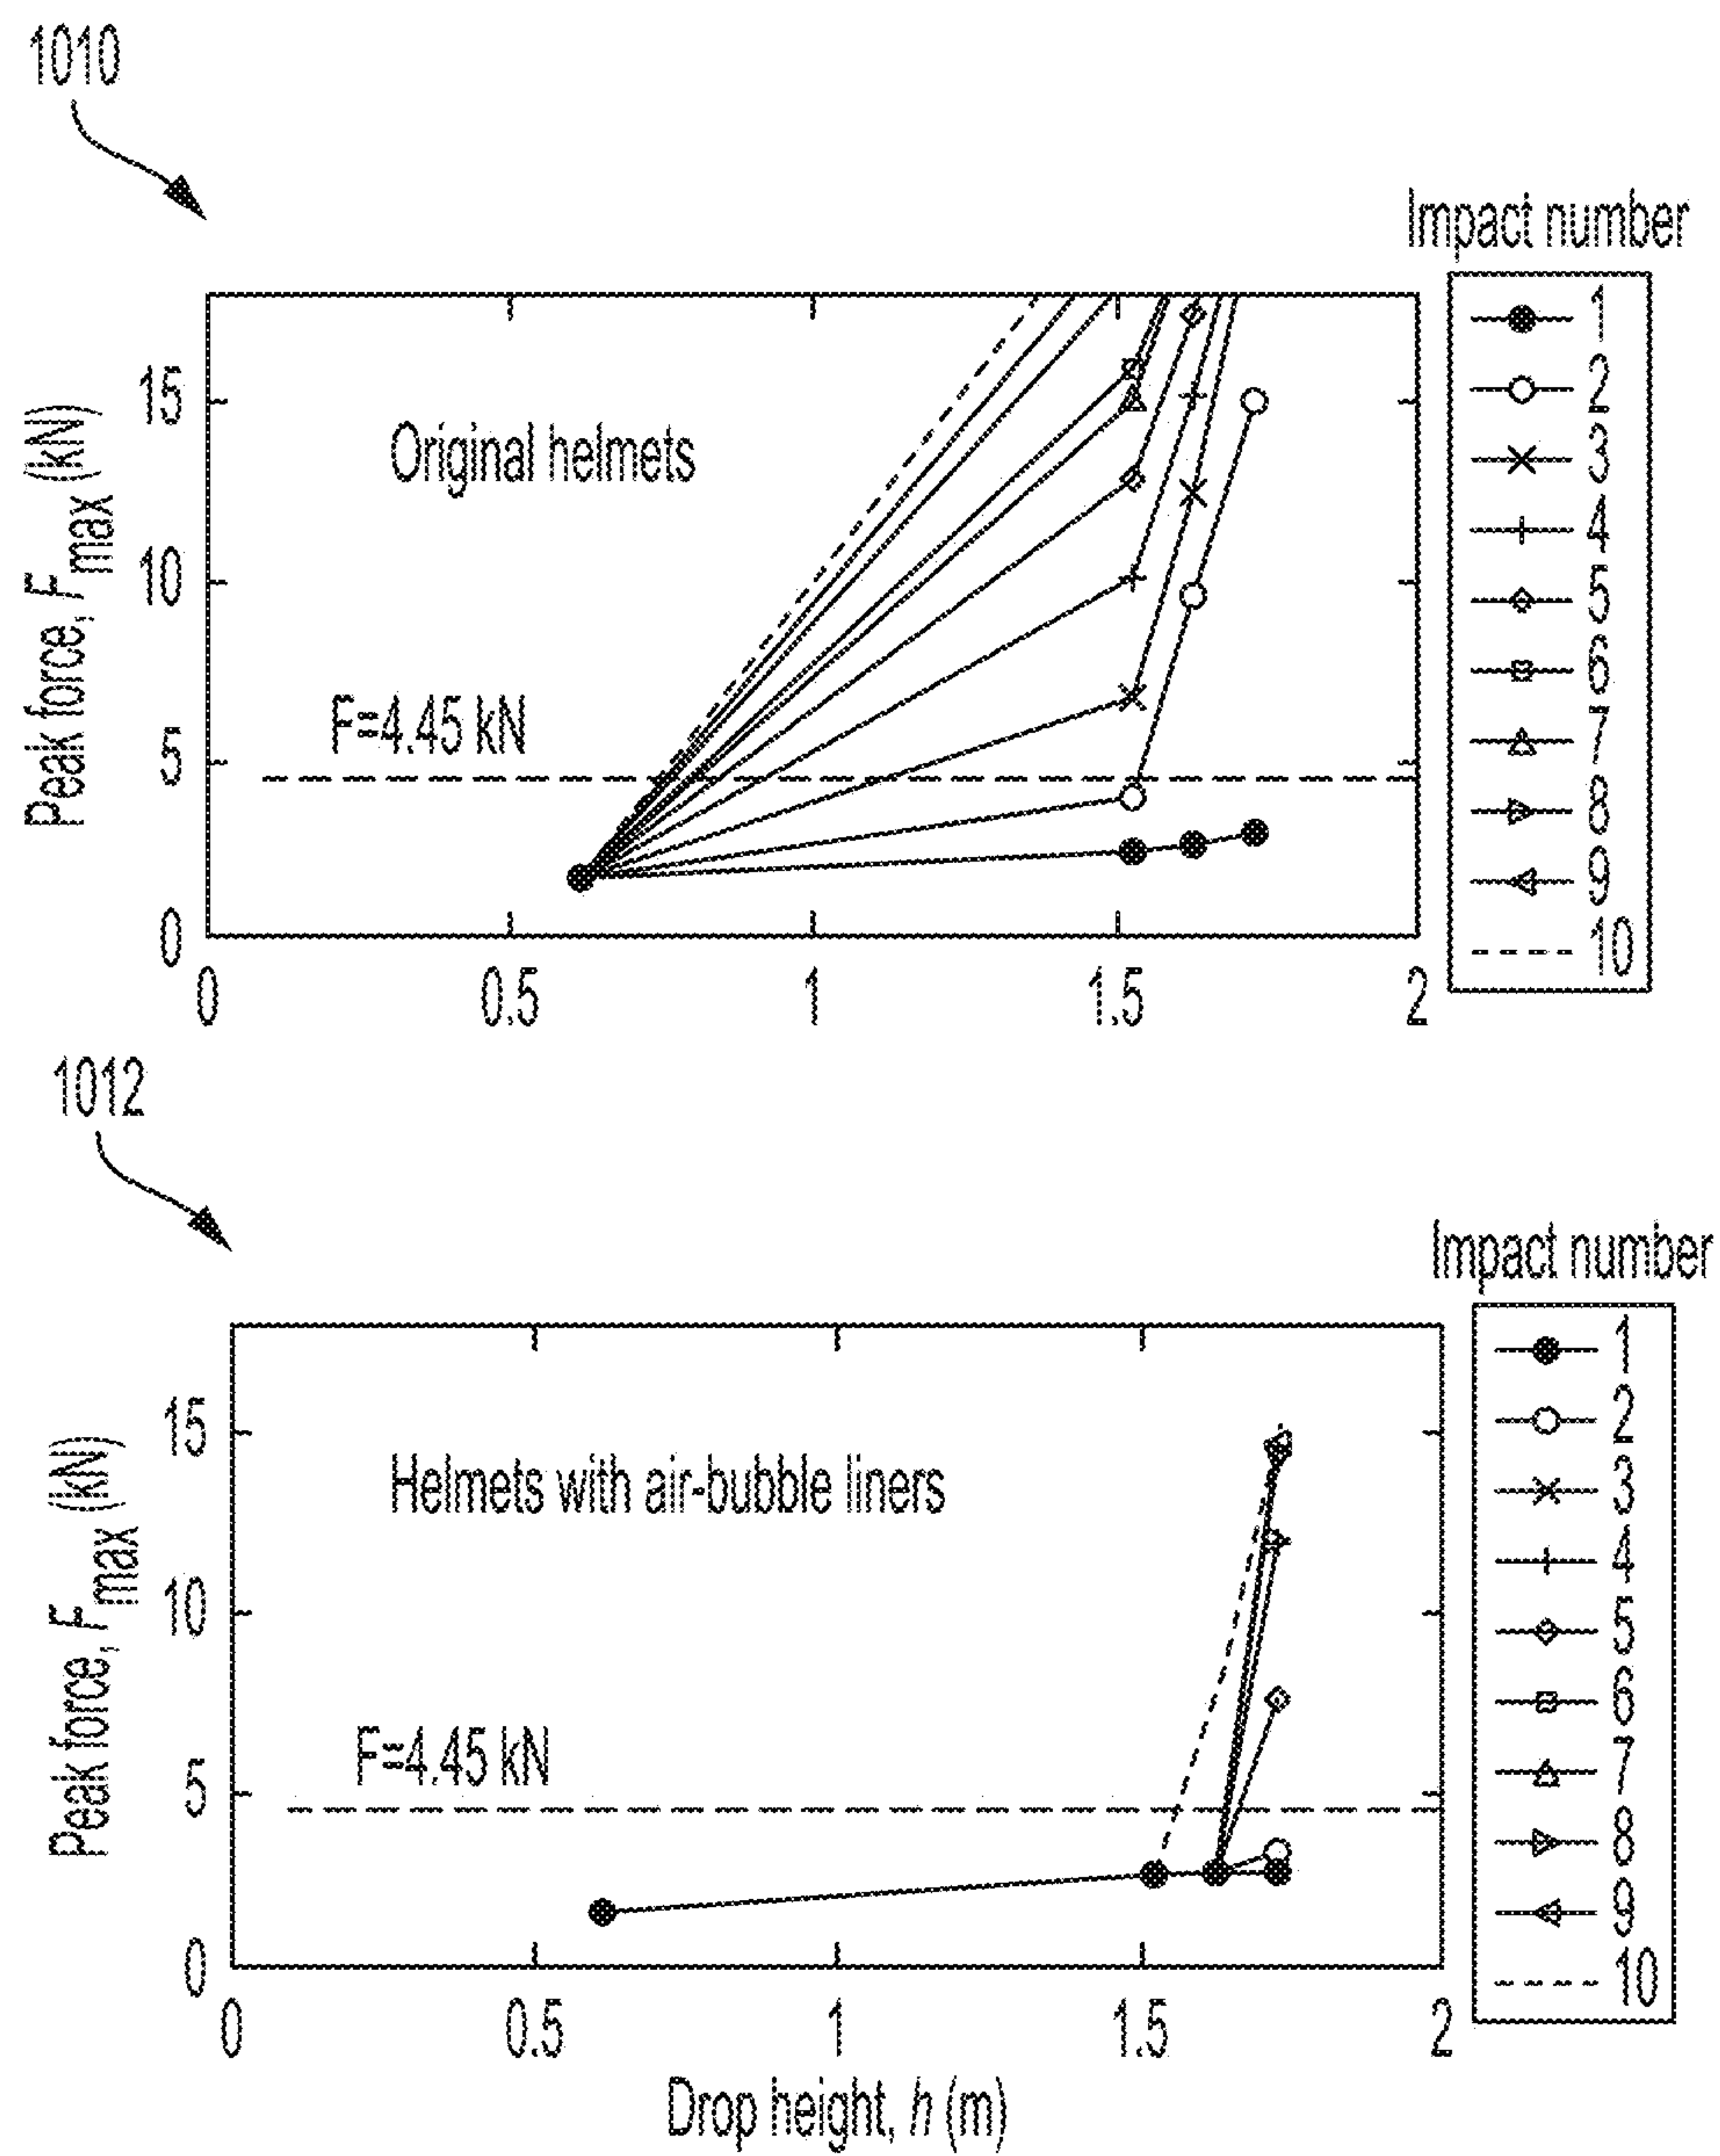 1010
Impact number
1
2
3
4
5
6
7
8
9
10
Original helmets
F=4.45 kN
Peak force, Fmax (kN)
15
10
5
0
0 0.5 1 1.5 2
1012
Impact number
1
2
3
4
5
6
7
8
9
10
Helmets with air-bubble liners
F=4.45 kN
Peak force, Fmax (kN)
15
10
5
0
0 0.5 1 1.5 2
Drop height, h (m)